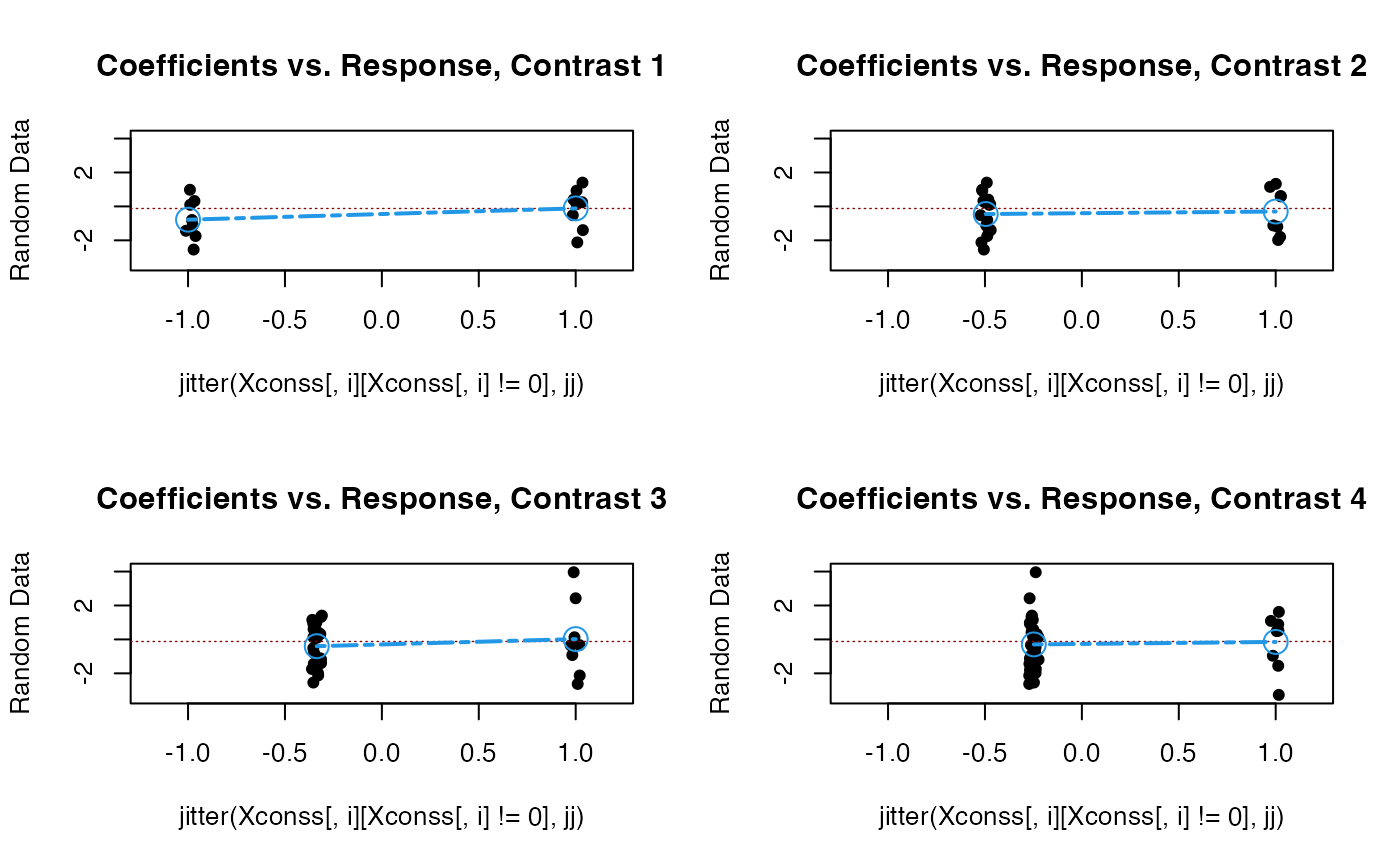 Coefficients vs. Response, Contrast 1
Random Data
2
-2
-1.0 -0.5 0.0 0.5 1.0
jitter(Xconss[, i][Xconss[, i] != 0], jj)
Coefficients vs. Response, Contrast 2
Random Data
2
-2
-1.0 -0.5 0.0 0.5 1.0
jitter(Xconss[, i][Xconss[, i] != 0], jj)
Coefficients vs. Response, Contrast 3
Random Data
2
-2
-1.0 -0.5 0.0 0.5 1.0
jitter(Xconss[, i][Xconss[, i] != 0], jj)
Coefficients vs. Response, Contrast 4
Random Data
2
-2
-1.0 -0.5 0.0 0.5 1.0
jitter(Xconss[, i][Xconss[, i] != 0], jj)